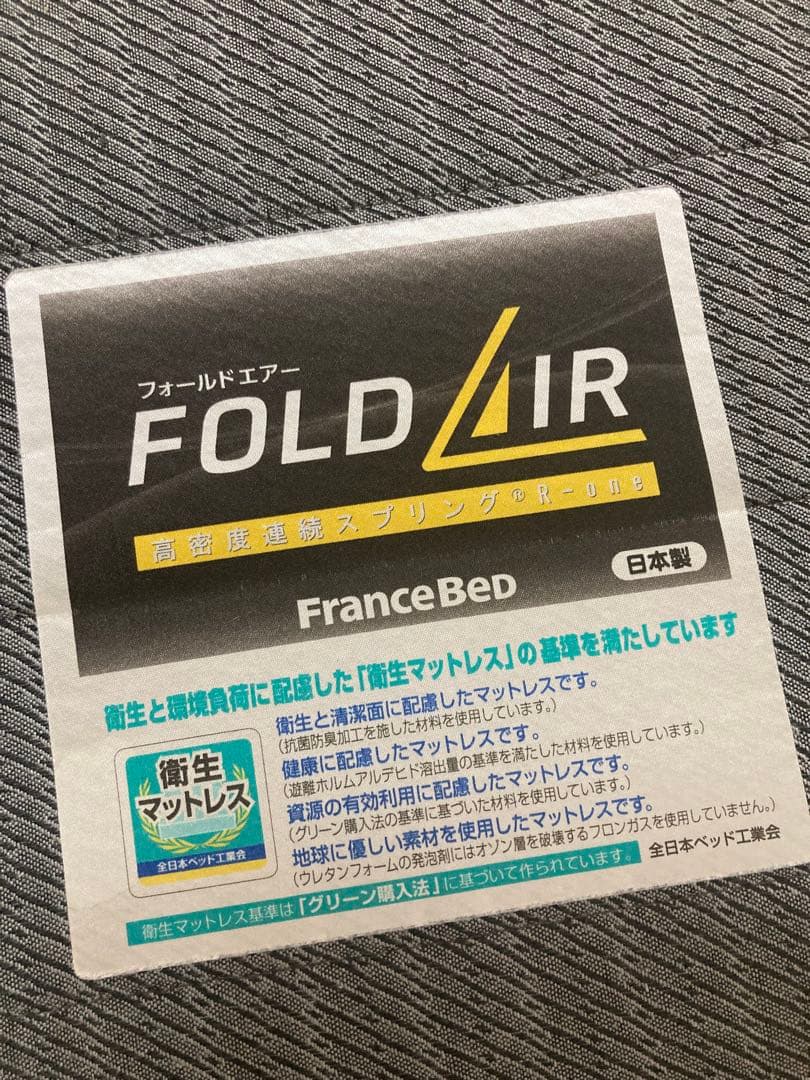 フォールドエアー
FOLD AIR
高密度連続スプリング®R-one
FRANCEBED
日本製
衛生と環境負荷に配慮した「衛生マットレス」の基準を満たしています
衛生と清潔面に配慮したマットレスです。
(抗菌防臭加工を施した材料を使用しています。)
健康に配慮したマットレスです。
(遊離ホルムアルデヒド溶出量の基準を満たした材料を使用しています。)
資源の有効利用に配慮したマットレスです。
(グリーン購入法の基準に基づいた材料を使用しています。)
地球に優しい素材を使用したマットレスです。
(ウレタンフォームの発泡剤にはオゾン層を破壊するフロンガスを使用していません。)
衛生
マットレス
全日本ベッド工業会
衛生マットレス基準は「グリーン購入法」に基づいて作られています。
全日本ベッド工業会